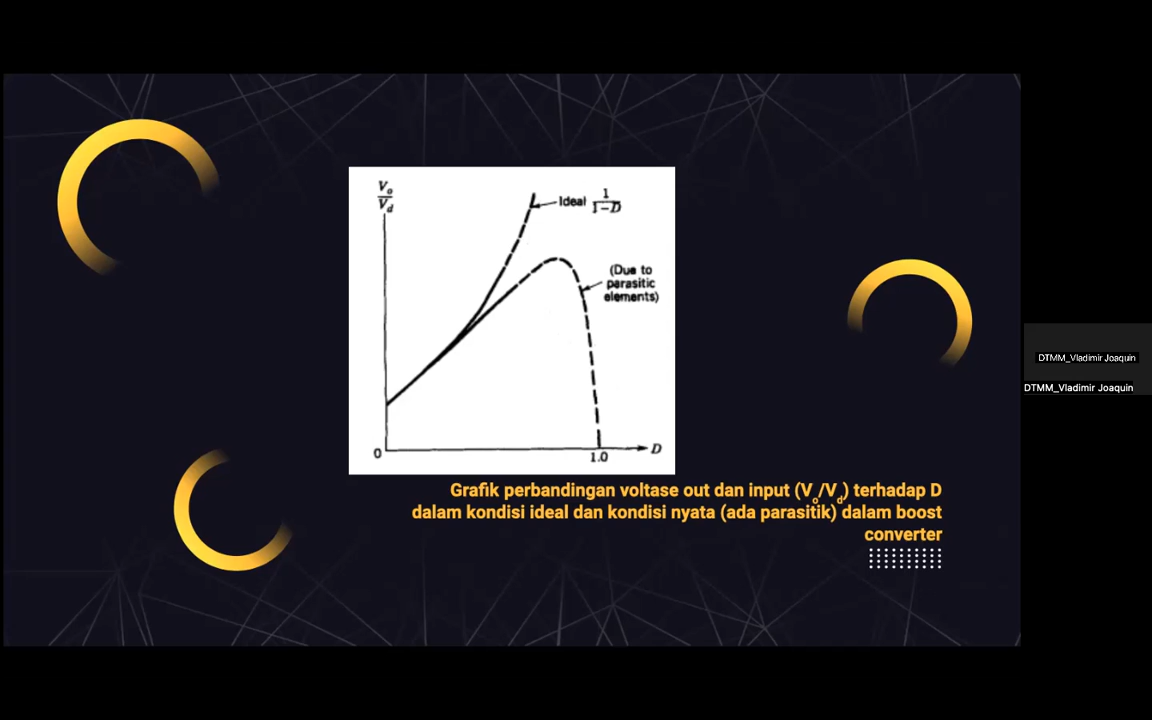 Vo
Vd
Ideal 1
1-D
(Due to
parasitic
elements)
0
1.0
D
Grafik perbandingan voltase out dan input (Vo/Vd) terhadap D
dalam kondisi ideal dan kondisi nyata (ada parasitik) dalam boost
converter
DTMM_Vladimir Joaquin
DTMM_Vladimir Joaquin